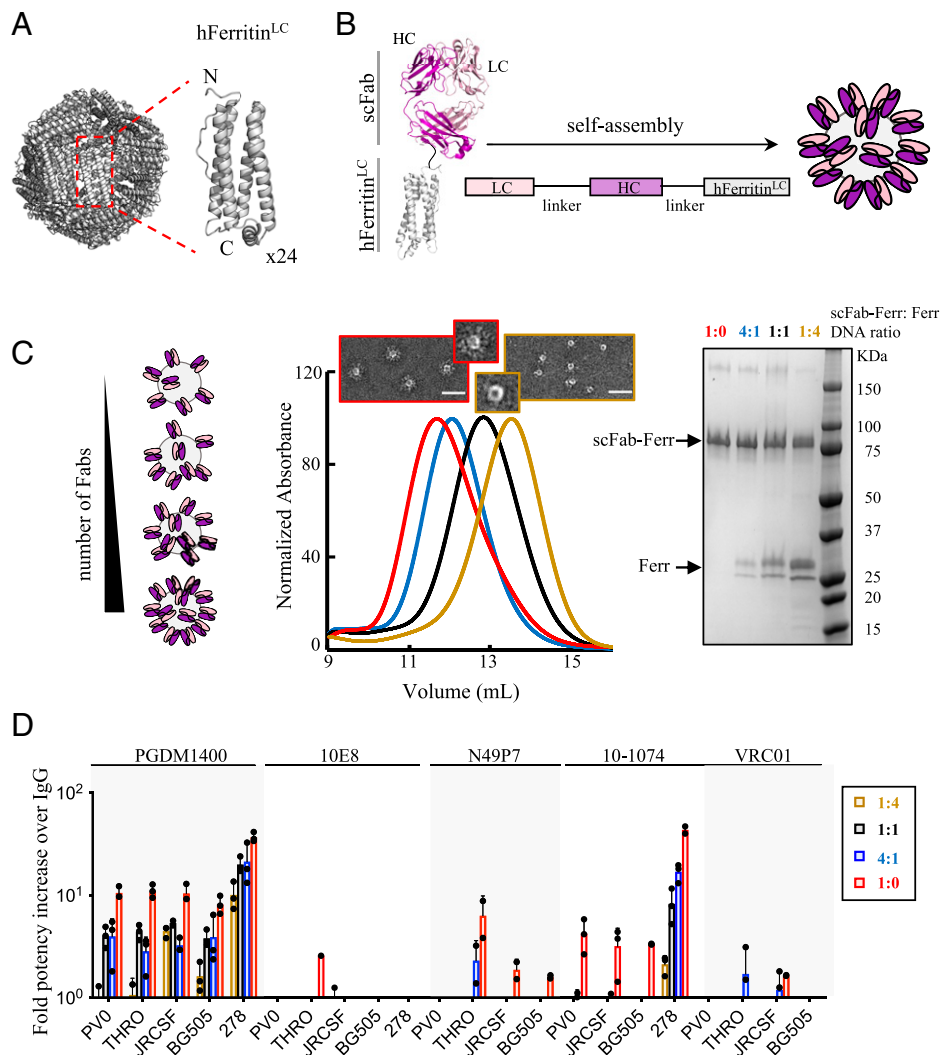 A
hFerritin^LC
N
C
x24
B
scFab
hFerritin^LC
HC
LC
self-assembly
LC
HC
hFerritin^LC
linker
linker
C
number of Fabs
Normalized Absorbance
120
80
40
0
9
11
13
15
Volume (mL)
scFab-Ferr: Ferr
1:0 4:1 1:1 1:4 DNA ratio
KDa
150
100
75
50
37
25
20
15
scFab-Ferr
Ferr
D
PGDM1400 10E8 N49P7 10-1074 VRC01
Fold potency increase over IgG
10^2
10^1
10^0
PV0 THRO JRCSF BG505 278 PV0 THRO JRCSF BG505 278 PV0 THRO JRCSF BG505 PV0 THRO JRCSF BG505 278 PV0 THRO JRCSF BG505
1:4
1:1
4:1
1:0